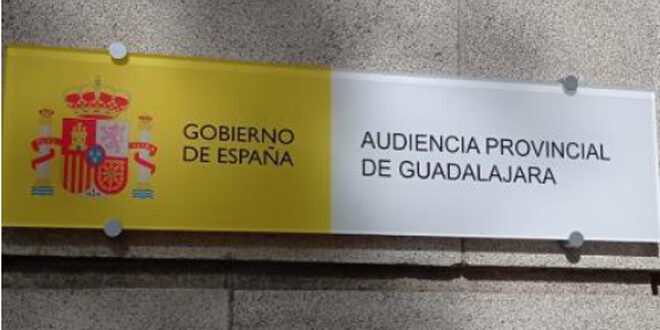 GOBIERNO
DE ESPAÑA
AUDIENCIA PROVINCIAL
DE GUADALAJARA